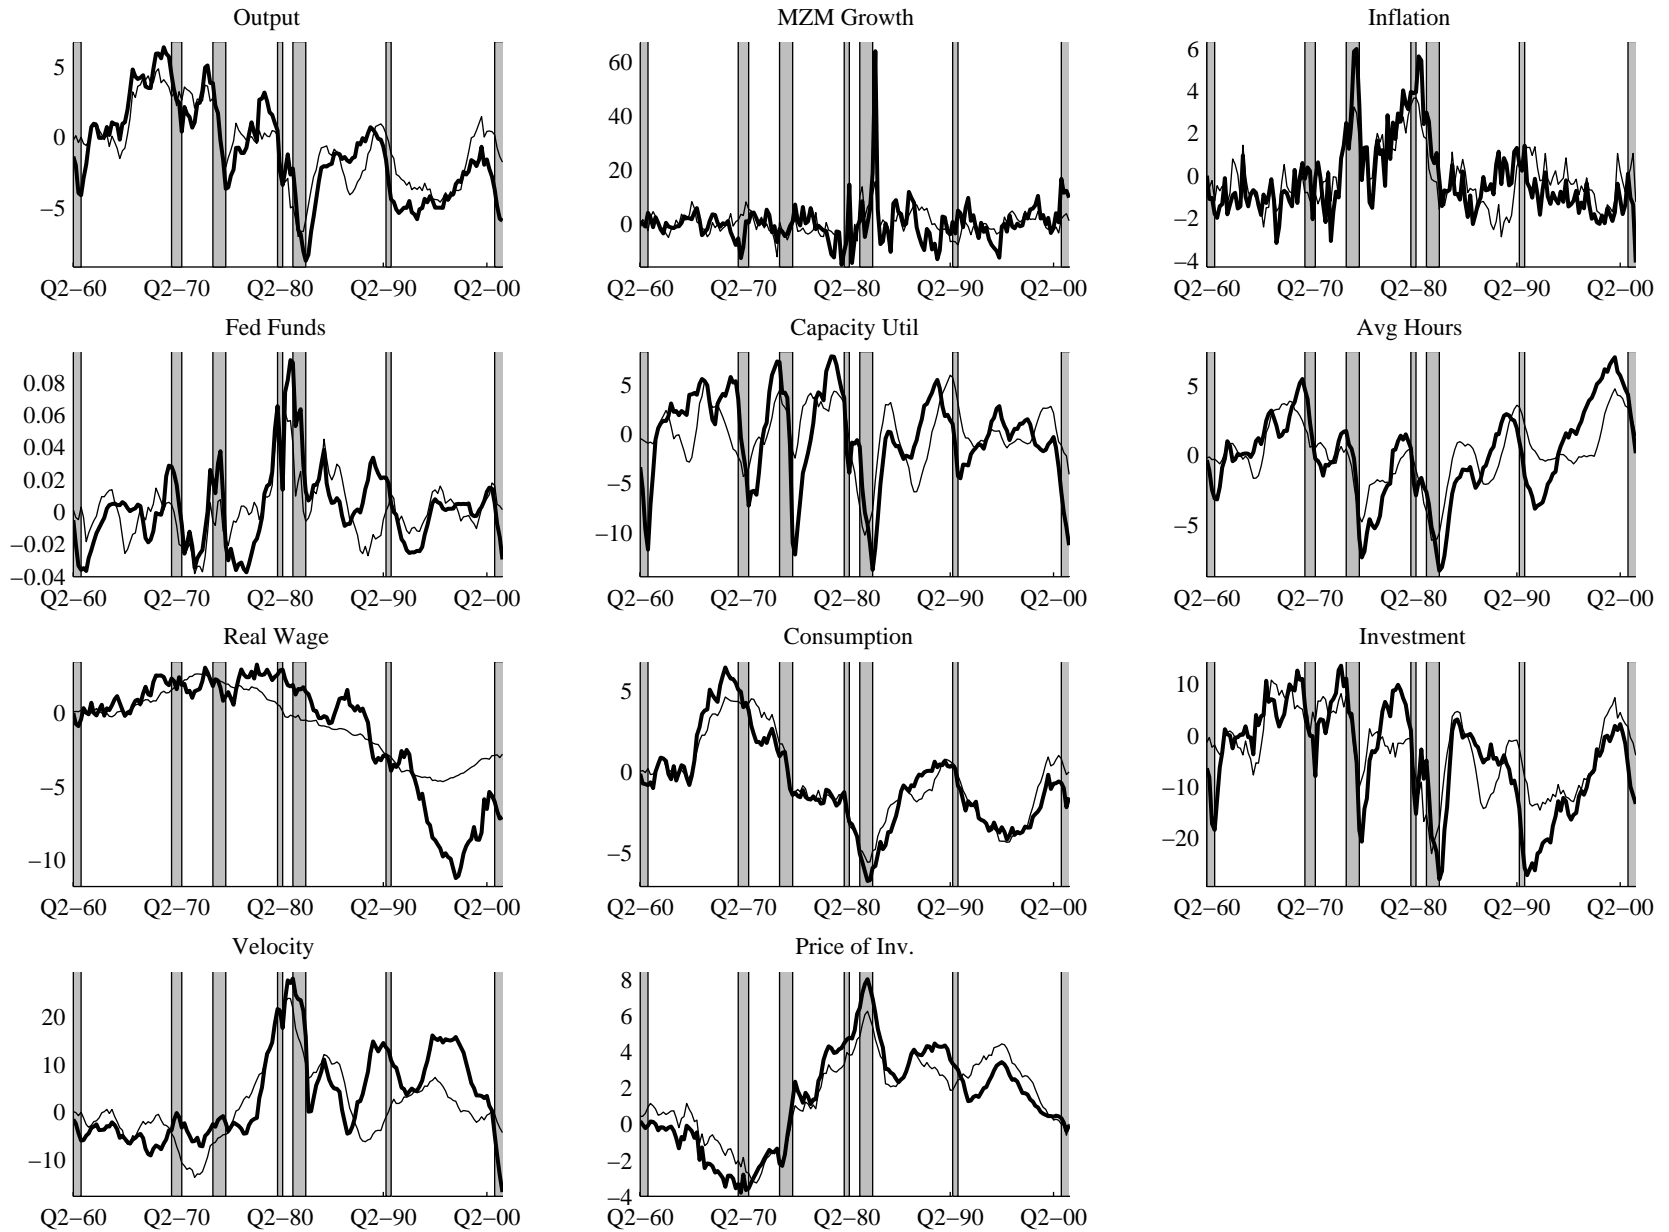 Output
5
0
−5
Q2−60 Q2−70 Q2−80 Q2−90 Q2−00
MZM Growth
60
40
20
0
Q2−60 Q2−70 Q2−80 Q2−90 Q2−00
Inflation
6
4
2
0
−2
−4
Q2−60 Q2−70 Q2−80 Q2−90 Q2−00
Fed Funds
0.08
0.06
0.04
0.02
0
−0.02
−0.04
Q2−60 Q2−70 Q2−80 Q2−90 Q2−00
Capacity Util
5
0
−5
−10
Q2−60 Q2−70 Q2−80 Q2−90 Q2−00
Avg Hours
5
0
−5
Q2−60 Q2−70 Q2−80 Q2−90 Q2−00
Real Wage
0
−5
−10
Q2−60 Q2−70 Q2−80 Q2−90 Q2−00
Consumption
5
0
−5
Q2−60 Q2−70 Q2−80 Q2−90 Q2−00
Investment
10
0
−10
−20
Q2−60 Q2−70 Q2−80 Q2−90 Q2−00
Velocity
20
10
0
−10
Q2−60 Q2−70 Q2−80 Q2−90 Q2−00
Price of Inv.
8
6
4
2
0
−2
−4
Q2−60 Q2−70 Q2−80 Q2−90 Q2−00